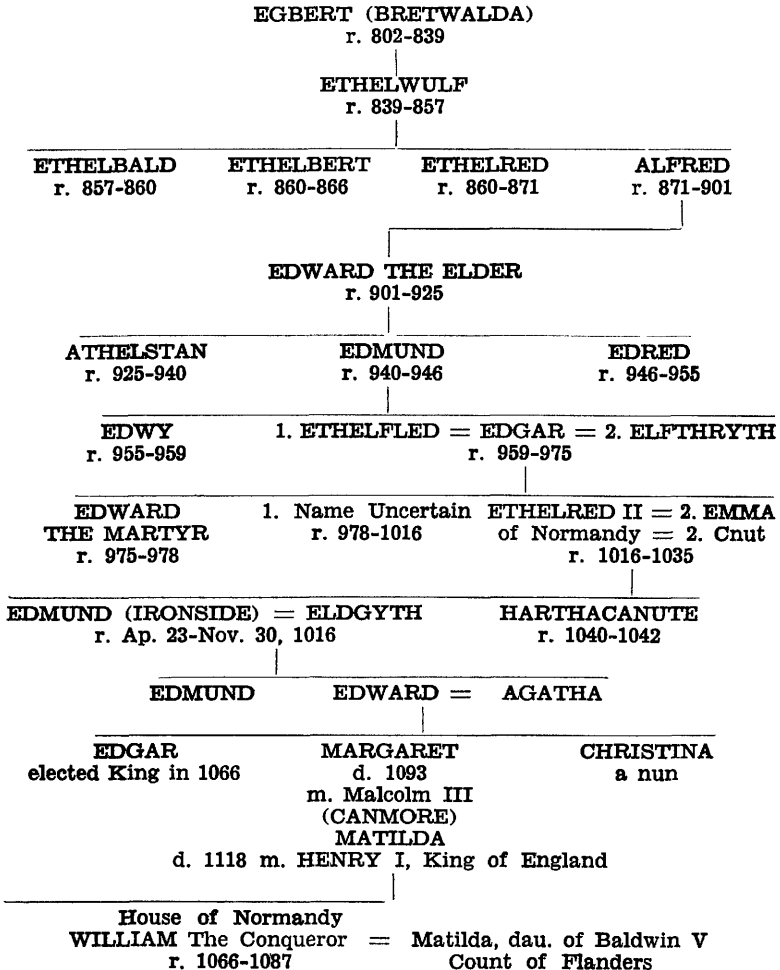 EGBERT (BRETWALDA)
r. 802-839
ETHELWULF
r. 839-857
ETHELBALD ETHELBERT ETHELRED ALFRED
r. 857-860 r. 860-866 r. 860-871 r. 871-901
EDWARD THE ELDER
r. 901-925
ATHELSTAN EDMUND EDRED
r. 925-940 r. 940-946 r. 946-955
EDWY 1. ETHELFLED = EDGAR = 2. ELFTHRYTH
r. 955-959 r. 959-975
EDWARD 1. Name Uncertain ETHELRED II = 2. EMMA
THE MARTYR r. 978-1016 of Normandy = 2. Cnut
r. 975-978 r. 1016-1035
EDMUND (IRONSIDE) = ELDGYTH HARTHACANUTE
r. Ap. 23-Nov. 30, 1016 r. 1040-1042
EDMUND EDWARD = AGATHA
EDGAR MARGARET CHRISTINA
elected King in 1066 d. 1093 a nun
m. Malcolm III
(CANMORE)
MATILDA
d. 1118 m. HENRY I, King of England
House of Normandy
WILLIAM The Conqueror = Matilda, dau. of Baldwin V
r. 1066-1087 Count of Flanders